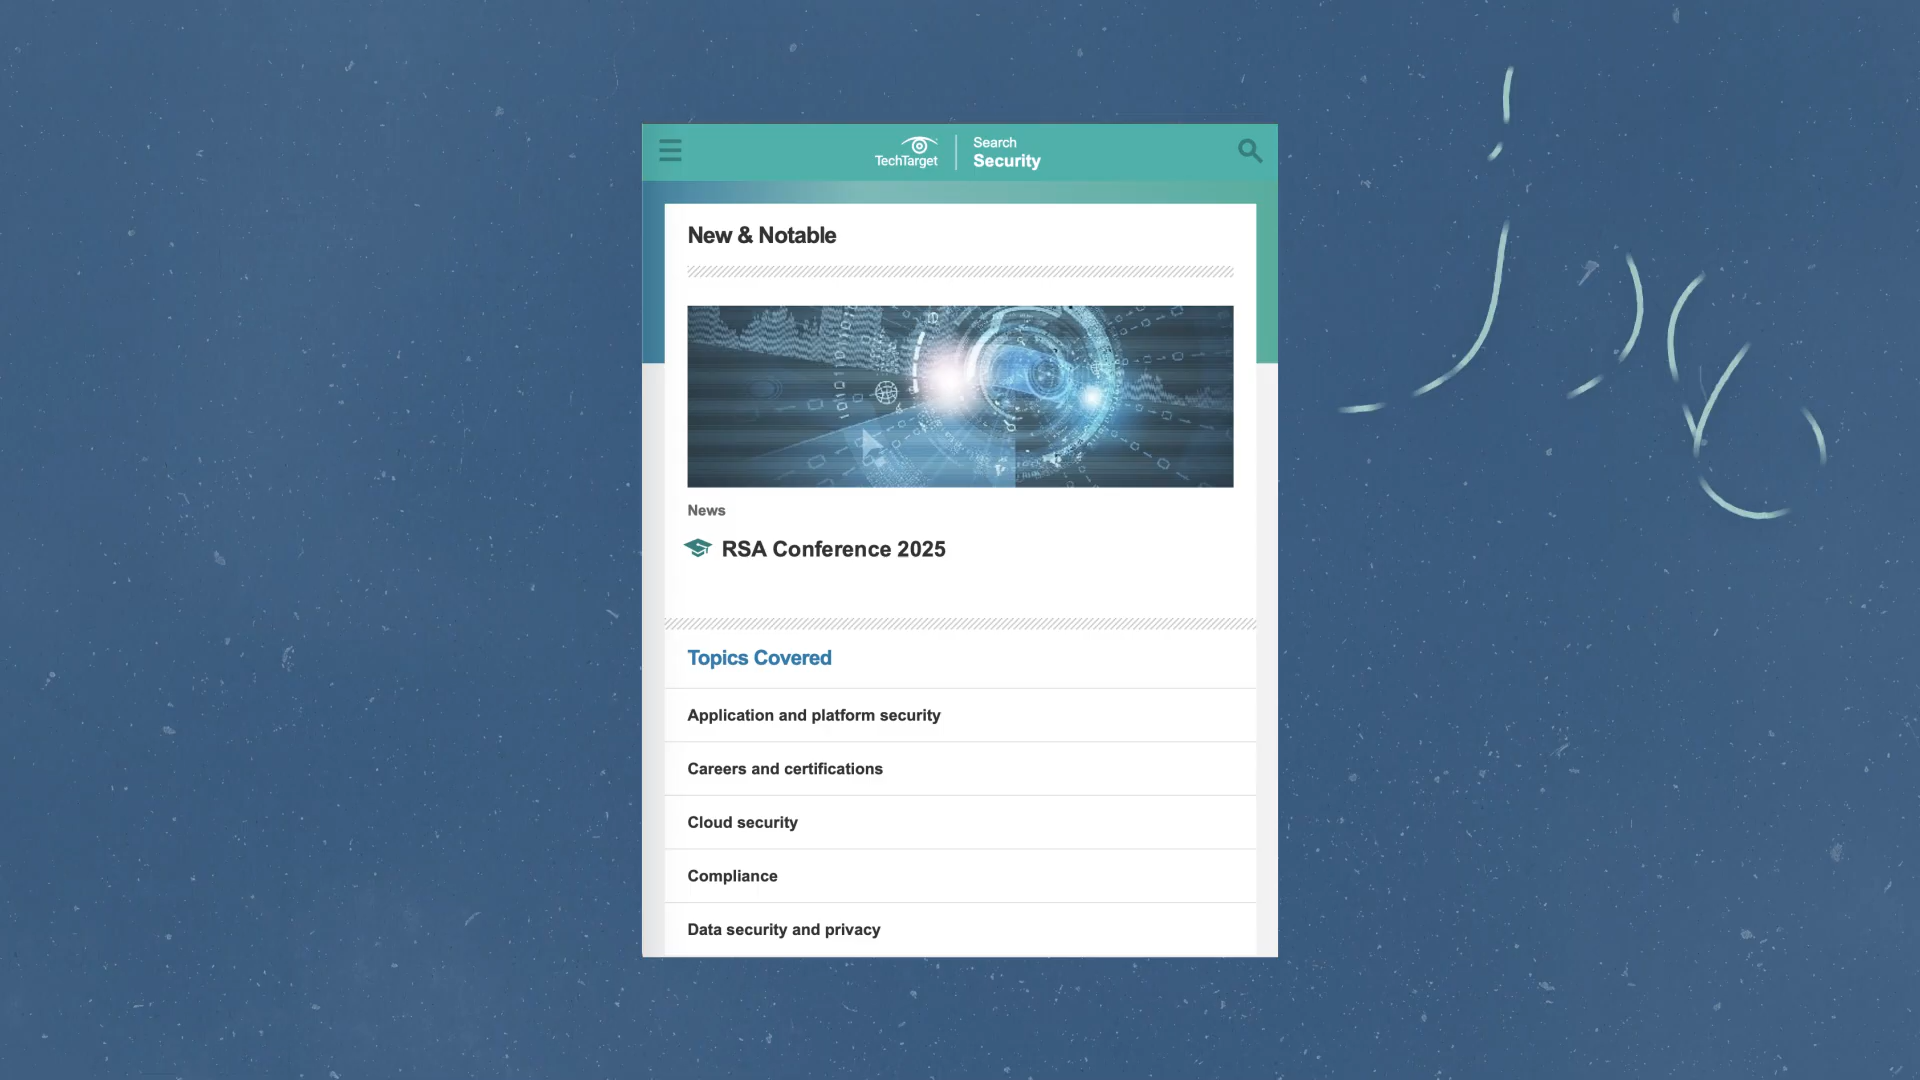 TechTarget
Search
Security
New & Notable
News
RSA Conference 2025
Topics Covered
Application and platform security
Careers and certifications
Cloud security
Compliance
Data security and privacy